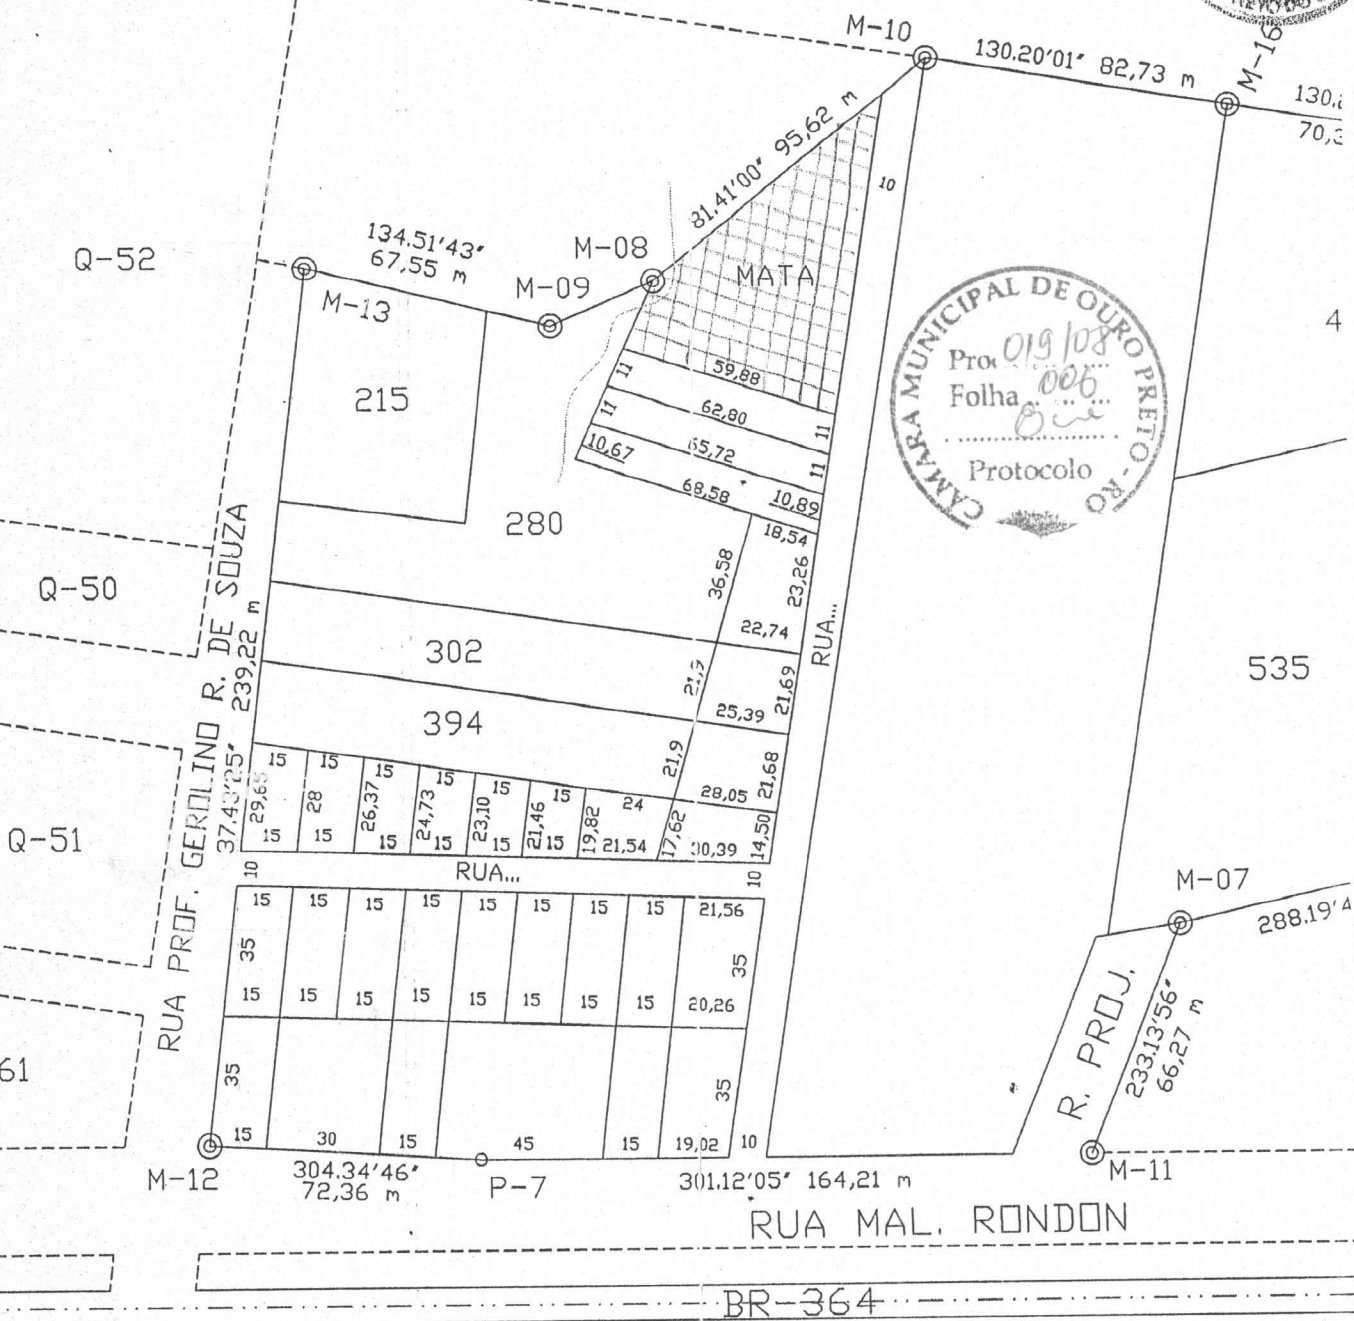 M-10
130.20'01" 82,73 m
M-16
130.
70,3
81.41'00" 95,62 m
10
Q-52
134.51'43"
67,55 m
M-08
M-09
M-13
MATA
4
215
59,88
11
62,80
11
11
65,72
11
10,67
68,58
10,89
18,54
CÂMARA MUNICIPAL DE OURO PRETO - RO
Pro. 019/08
Folha 006
Protocolo
280
36,58
23,26
22,74
RUA...
Q-50
302
21,9
21,69
25,39
535
394
21,9
21,68
28,05
RUA PROF. GEROLINO R. DE SOUZA
37.43'25" 239,22 m
15 15 15 15 15 15 24
29,65 28 26,37 24,73 23,10 21,46 19,82 17,62 14,50
15 15 15 15 15 15 21,54 30,39
Q-51
10 RUA... 10
15 15 15 15 15 15 15 15 21,56
35 35
15 15 15 15 15 15 15 15 20,26
M-07
288.19'4
R. PROJ.
233.13'56"
66,27 m
61
35 35
15 30 15 45 15 19,02 10
M-12
304.34'46"
72,36 m
P-7
301.12'05" 164,21 m
M-11
RUA MAL. RONDON
BR-364